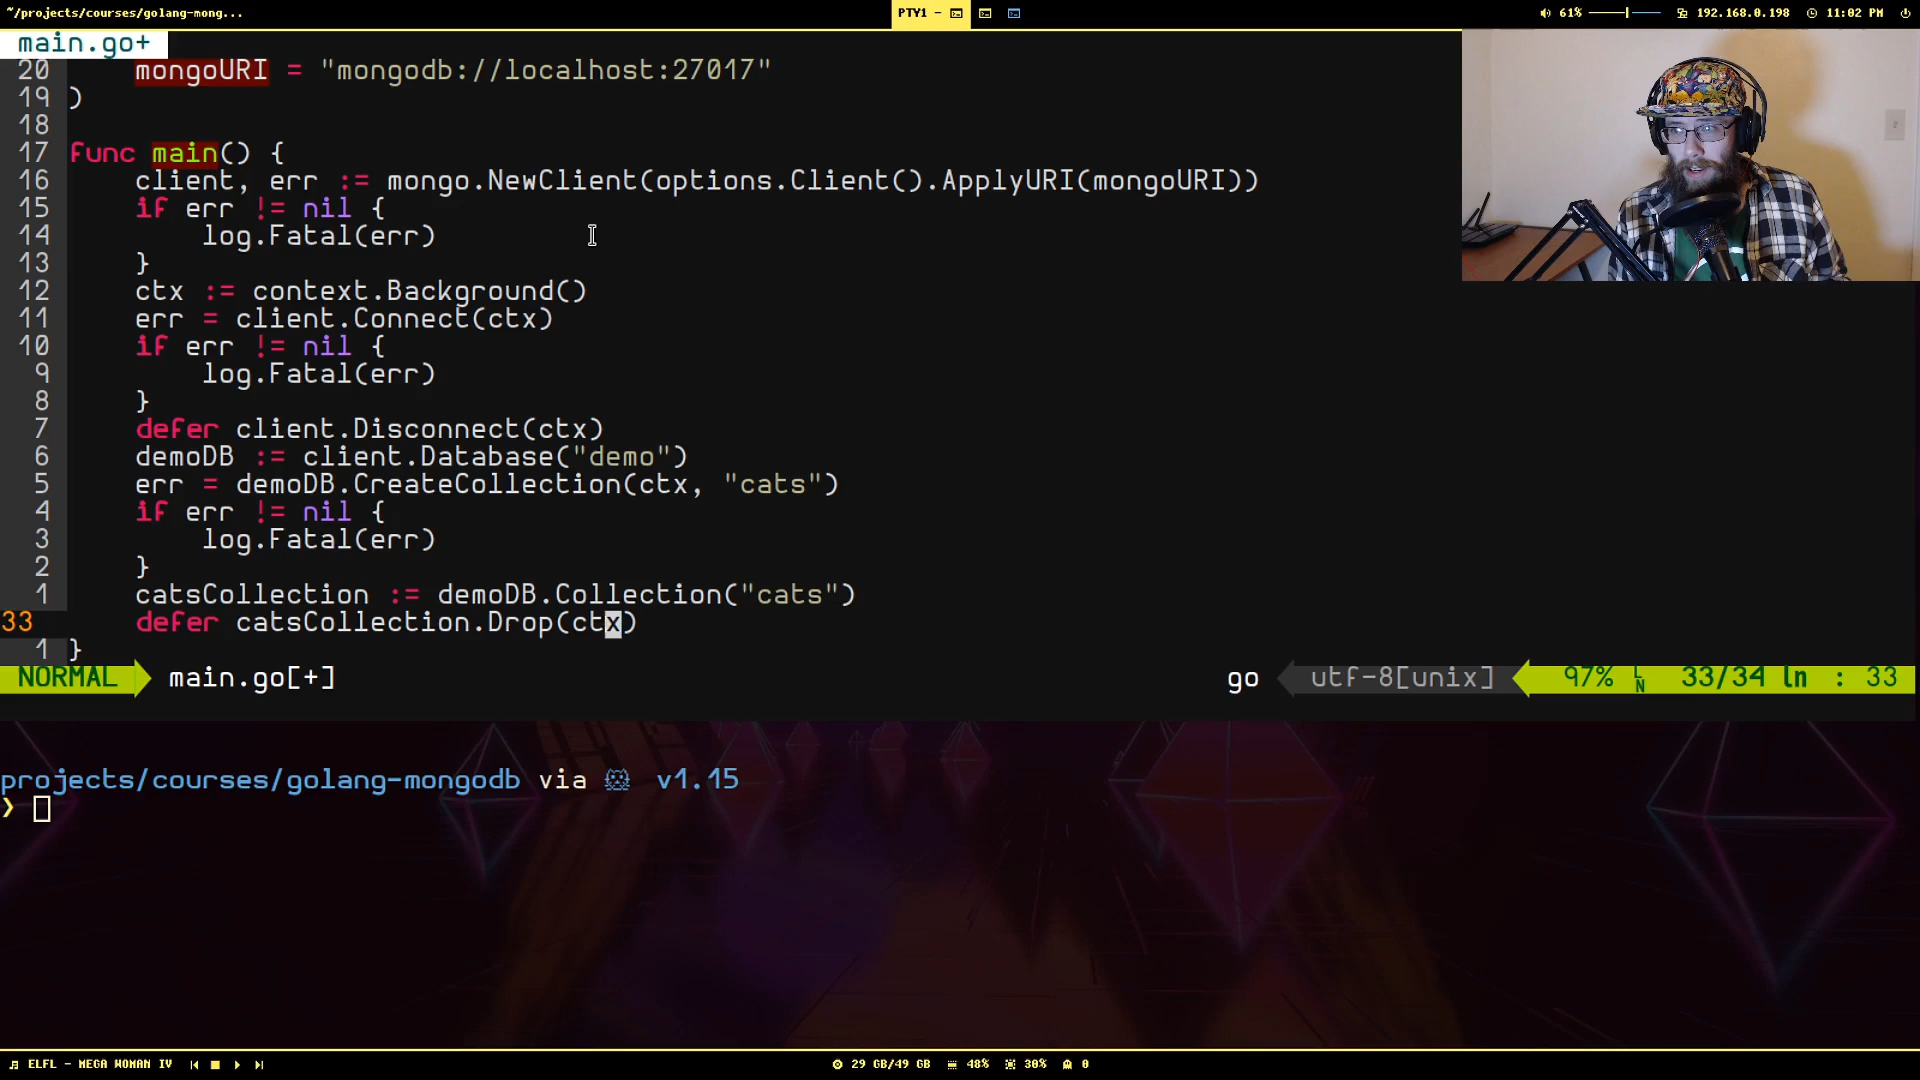 ~/projects/courses/golang-mong...
PTY1 -
61%
192.168.0.198
11:02 PM
main.go+
20 mongoURI = "mongodb://localhost:27017"
19 )
18
17 func main() {
16 client, err := mongo.NewClient(options.Client().ApplyURI(mongoURI))
15 if err != nil {
14 log.Fatal(err)
13 }
12 ctx := context.Background()
11 err = client.Connect(ctx)
10 if err != nil {
9 log.Fatal(err)
8 }
7 defer client.Disconnect(ctx)
6 demoDB := client.Database("demo")
5 err = demoDB.CreateCollection(ctx, "cats")
4 if err != nil {
3 log.Fatal(err)
2 }
1 catsCollection := demoDB.Collection("cats")
33 defer catsCollection.Drop(ctx)
1 }
NORMAL main.go[+] go utf-8[unix] 97% LN 33/34 ln : 33
projects/courses/golang-mongodb via v1.15
❯
ELFL - MEGA WOMAN IV
29 GB/49 GB 48% 30% 0